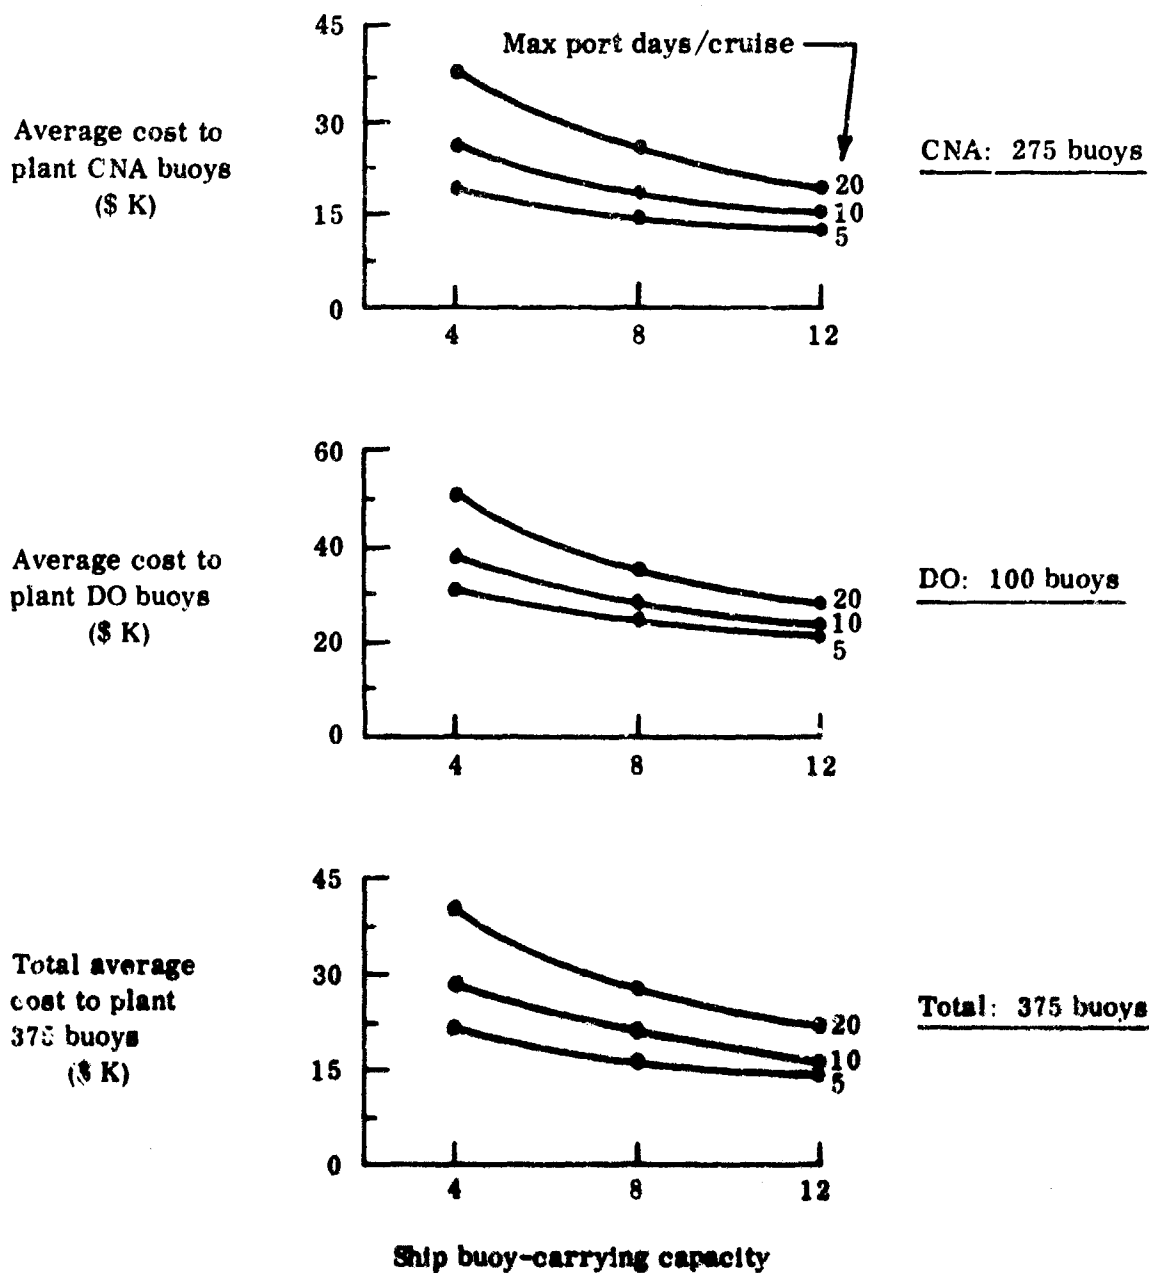 45
Max port days/cruise
Average cost to
plant CNA buoys
($ K)
30
15
0
20
10
5
4
8
12
CNA: 275 buoys
Average cost to
plant DO buoys
($ K)
60
40
20
0
20
10
5
4
8
12
DO: 100 buoys
Total average
cost to plant
375 buoys
($ K)
45
30
15
0
20
10
5
4
8
12
Total: 375 buoys
Ship buoy-carrying capacity